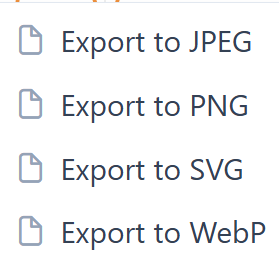 Export to JPEG
Export to PNG
Export to SVG
Export to WebP